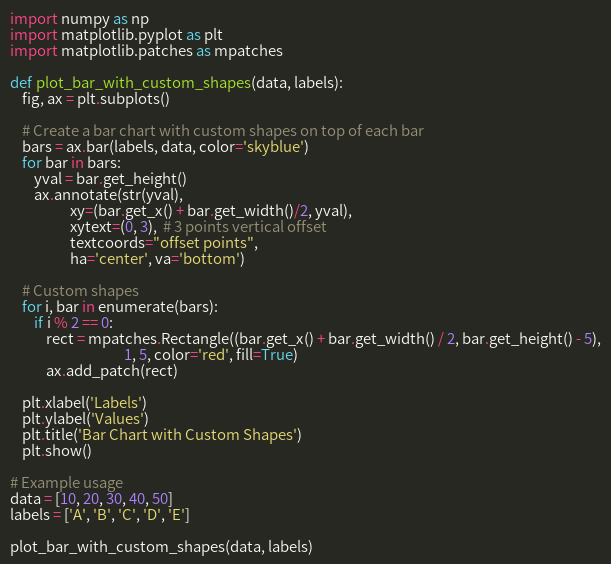 import numpy as np
import matplotlib.pyplot as plt
import matplotlib.patches as mpatches

def plot_bar_with_custom_shapes(data, labels):
    fig, ax = plt.subplots()

    # Create a bar chart with custom shapes on top of each bar
    bars = ax.bar(labels, data, color='skyblue')
    for bar in bars:
        yval = bar.get_height()
        ax.annotate(str(yval),
                    xy=(bar.get_x() + bar.get_width()/2, yval),
                    xytext=(0, 3),  # 3 points vertical offset
                    textcoords="offset points",
                    ha='center', va='bottom')

    # Custom shapes
    for i, bar in enumerate(bars):
        if i % 2 == 0:
            rect = mpatches.Rectangle((bar.get_x() + bar.get_width() / 2, bar.get_height() - 5),
                                      1, 5, color='red', fill=True)
            ax.add_patch(rect)

    plt.xlabel('Labels')
    plt.ylabel('Values')
    plt.title('Bar Chart with Custom Shapes')
    plt.show()

# Example usage
data = [10, 20, 30, 40, 50]
labels = ['A', 'B', 'C', 'D', 'E']

plot_bar_with_custom_shapes(data, labels)